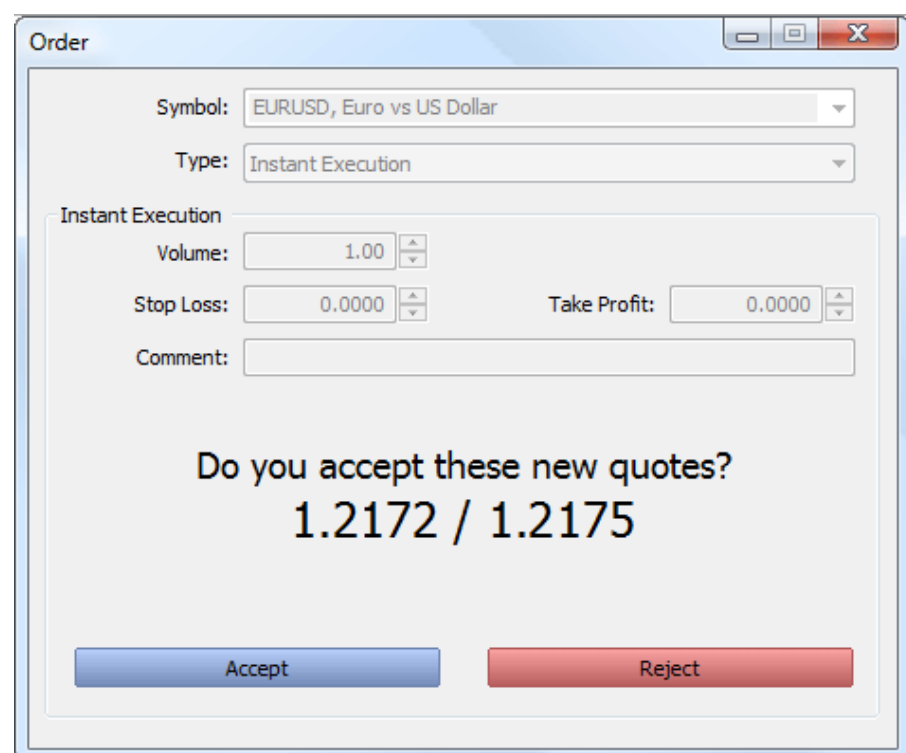 Order
Symbol: EURUSD, Euro vs US Dollar
Type: Instant Execution
Instant Execution
Volume: 1.00
Stop Loss: 0.0000 Take Profit: 0.0000
Comment:
Do you accept these new quotes?
1.2172 / 1.2175
Accept Reject